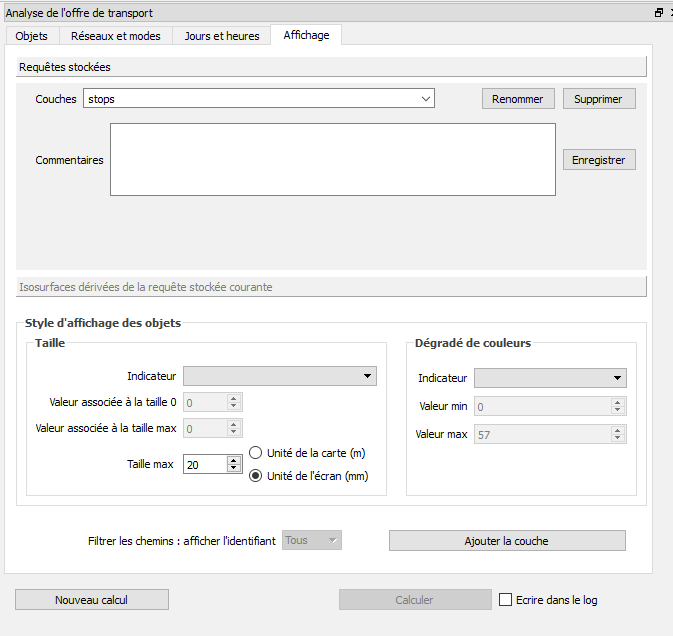 Analyse de l'offre de transport
Objets Réseaux et modes Jours et heures Affichage
Requêtes stockées
Couches stops Renommer Supprimer
Commentaires Enregistrer
Isosurfaces dérivées de la requête stockée courante
Style d'affichage des objets
Taille
Indicateur
Valeur associée à la taille 0 0
Valeur associée à la taille max 0
Taille max 20 Unité de la carte (m)
Unité de l'écran (mm)
Dégradé de couleurs
Indicateur
Valeur min 0
Valeur max 57
Filtrer les chemins : afficher l'identifiant Tous Ajouter la couche
Nouveau calcul Calculer Ecrire dans le log